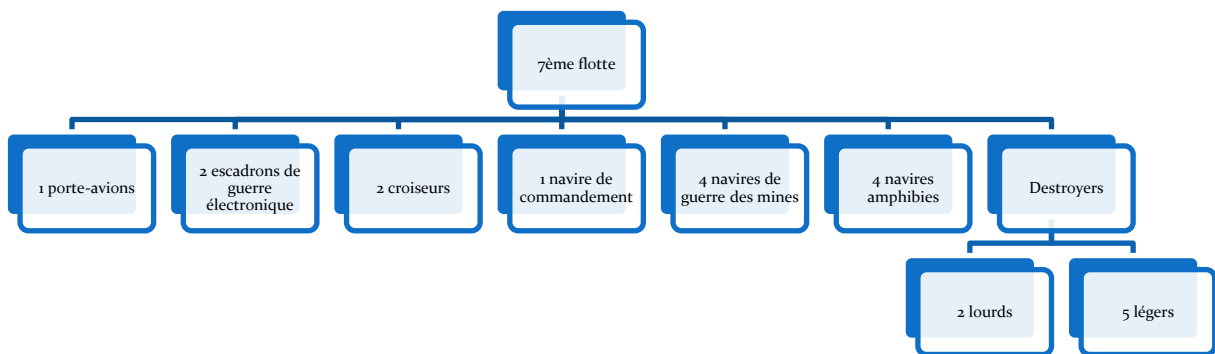 7ème flotte
1 porte-avions
2 escadrons de
guerre
électronique
2 croiseurs
1 navire de
commandement
4 navires de
guerre des mines
4 navires
amphibies
Destroyers
2 lourds
5 légers